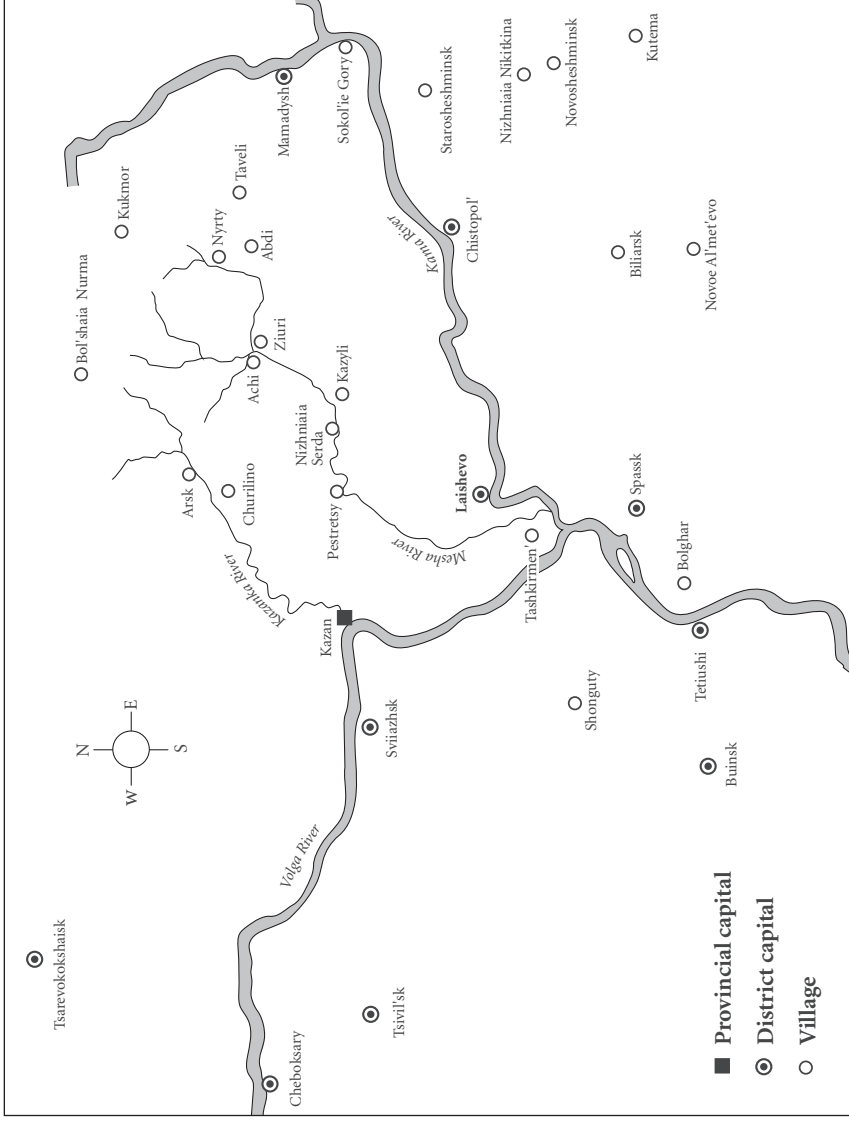 Tsarevokokshaisk
Cheboksary
Tsivil'sk
Volga River
N
W
E
S
Sviiazhsk
Kazan
Kazanka River
Arsk
Churilino
Bol'shaia Nurma
Kukmor
Nyrty
Taveli
Abdi
Achi
Ziuri
Nizhniaia
Serda
Kazyli
Pestretsy
Mesha River
Mamadysh
Sokol'ie Gory
Kama River
Chistopol'
Starosheshminsk
Nizhniaia Nikitkina
Novosheshminsk
Kutema
Biliarsk
Novoe Al'met'evo
Laishevo
Tashkirmen'
Spassk
Bolghar
Shonguty
Tetiushi
Buinsk
Provincial capital
District capital
Village